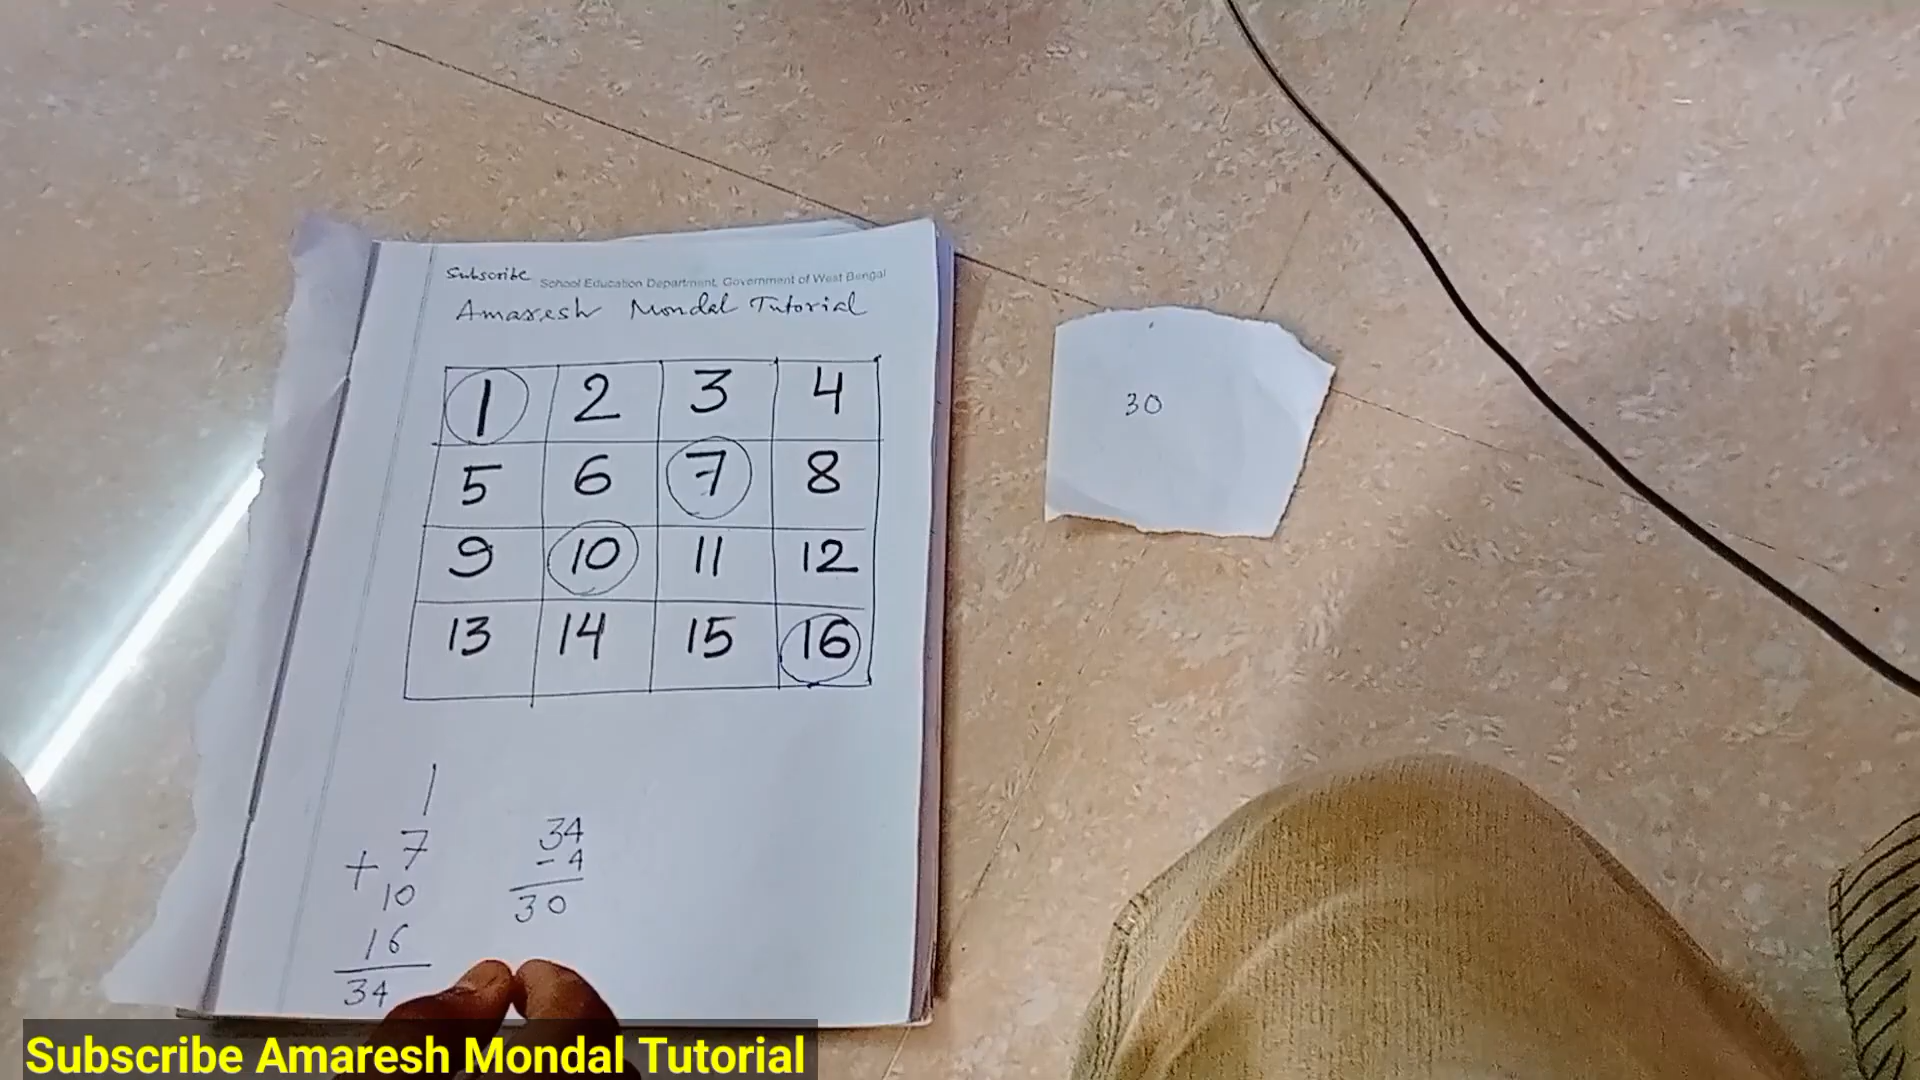 Subscribe School Education Department, Government of West Bengal
Amaresh Mondal Tutorial
1 2 3 4
5 6 7 8
9 10 11 12
13 14 15 16
30
1
+ 7
10
16
34
34
- 4
30
Subscribe Amaresh Mondal Tutorial